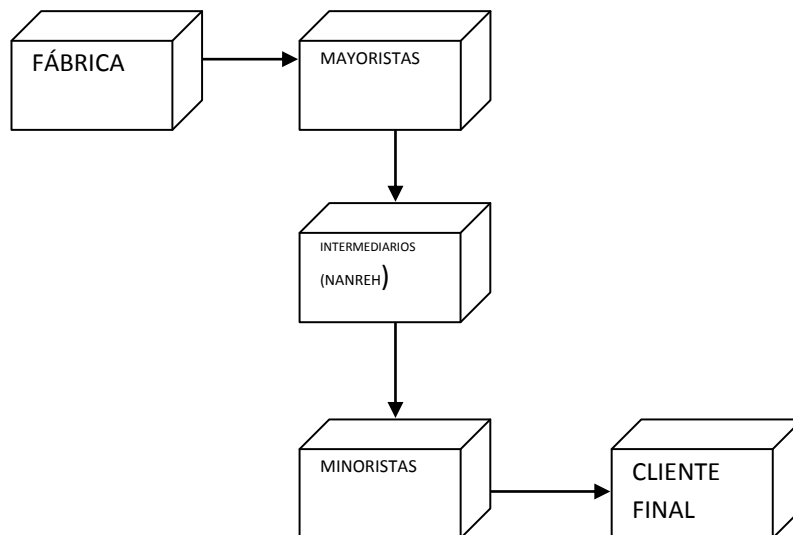 FÁBRICA
MAYORISTAS
INTERMEDIARIOS
(NANREH)
MINORISTAS
CLIENTE
FINAL